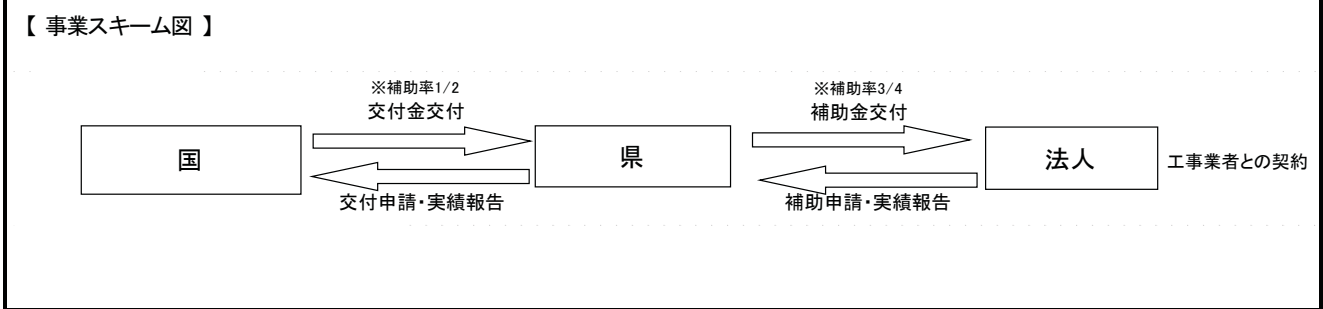 【 事業スキーム図 】
※補助率1/2
交付金交付
※補助率3/4
補助金交付
国
県
法人
工事業者との契約
交付申請・実績報告
補助申請・実績報告